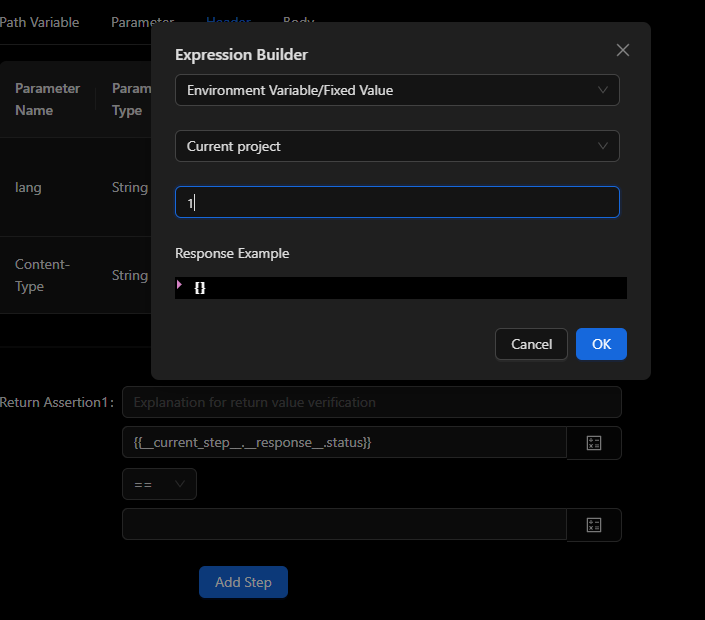 Path Variable Parameter Header Body
Expression Builder
Environment Variable/Fixed Value
Parameter Name
Param
Type
Current project
lang
String
1
Content-
Type
String
Response Example
{}
Cancel OK
Return Assertion1:
Explanation for return value verification
{{__current_step__.__response__.status}}
==
Add Step